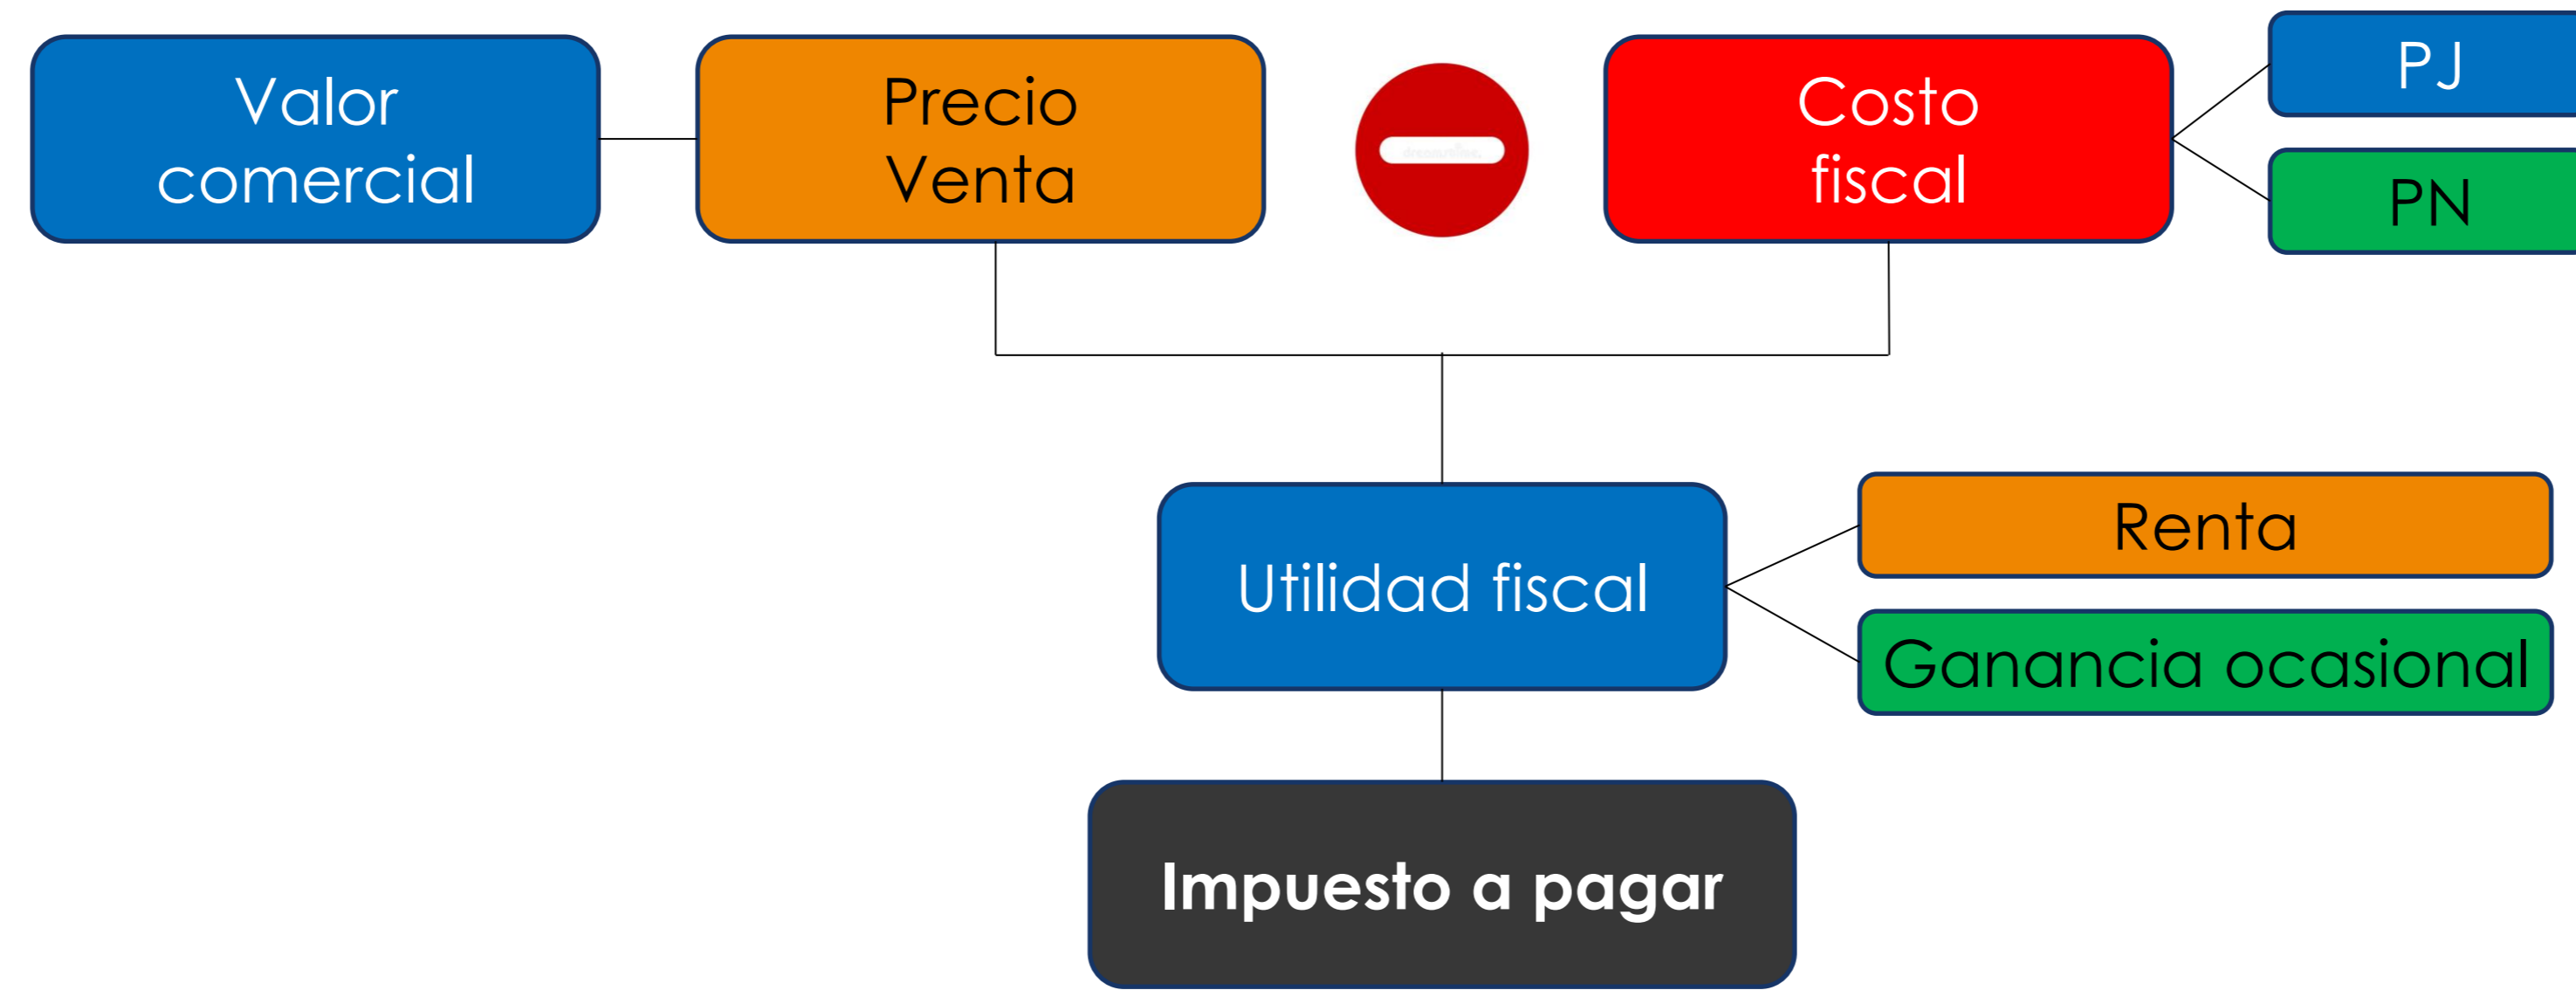 Valor
comercial
Precio
Venta
Costo
fiscal
PJ
PN
Utilidad fiscal
Renta
Ganancia ocasional
Impuesto a pagar